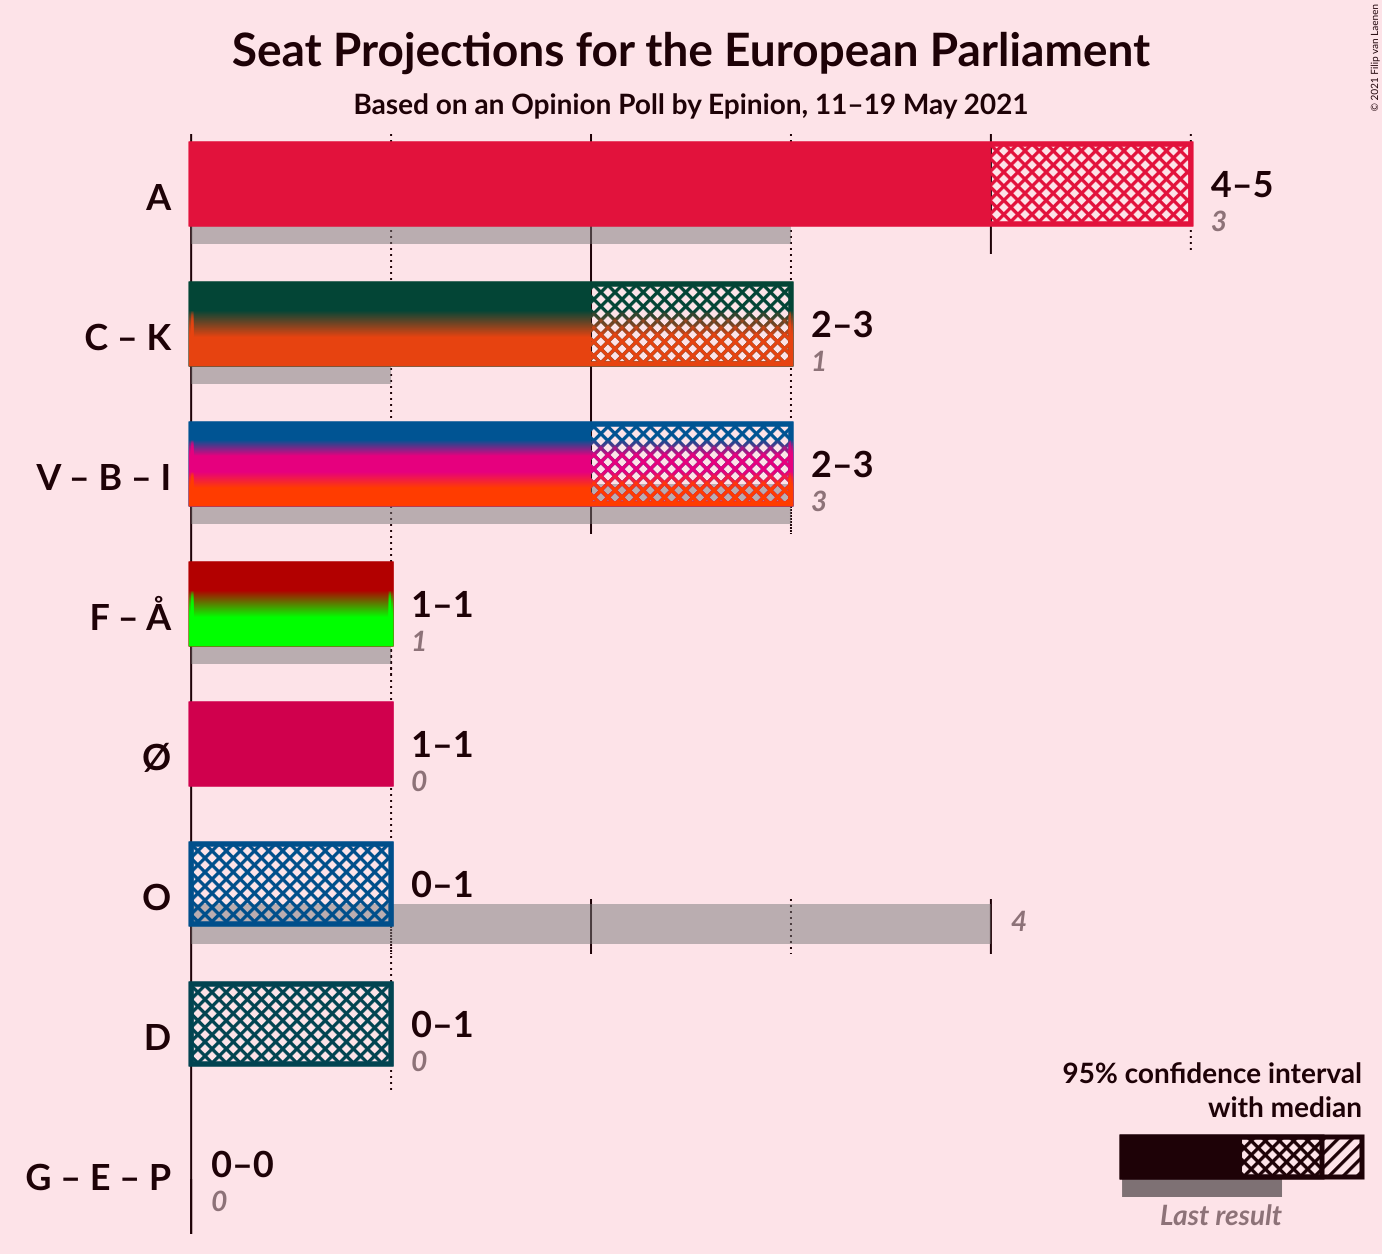 Seat Projections for the European Parliament
Based on an Opinion Poll by Epinion, 11–19 May 2021
© 2021 Filip van Laenen
A
4–5
3
C – K
2–3
1
V – B – I
2–3
3
F – Å
1–1
1
Ø
1–1
0
O
0–1
4
D
0–1
0
G – E – P
0–0
0
95% confidence interval
with median
Last result